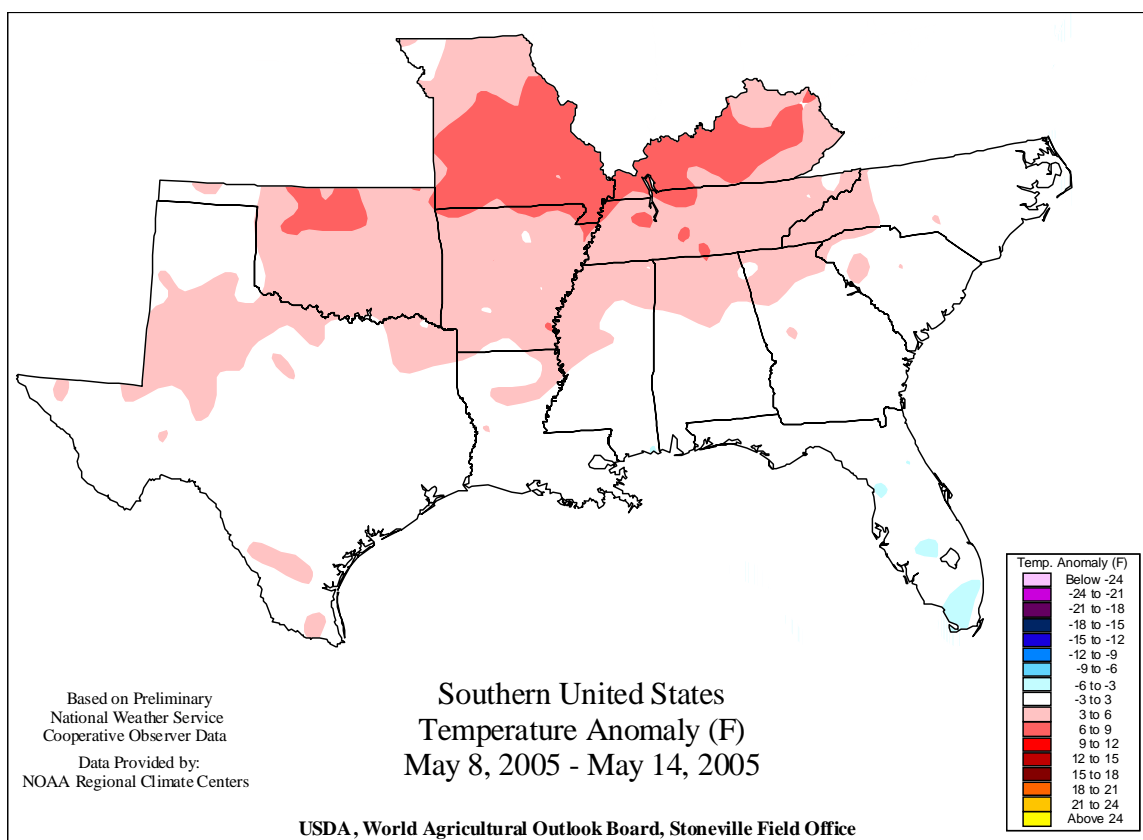 Temp. Anomaly (F)
Below -24
-24 to -21
-21 to -18
-18 to -15
-15 to -12
-12 to -9
-9 to -6
-6 to -3
-3 to 3
3 to 6
6 to 9
9 to 12
12 to 15
15 to 18
18 to 21
21 to 24
Above 24
Based on Preliminary
National Weather Service
Cooperative Observer Data
Data Provided by:
NOAA Regional Climate Centers
Southern United States
Temperature Anomaly (F)
May 8, 2005 - May 14, 2005
USDA, World Agricultural Outlook Board, Stoneville Field Office